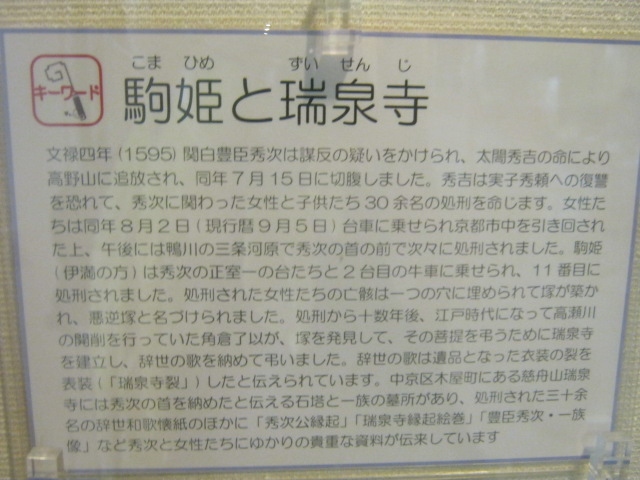 キーワード
こま ひめ ずい せん じ
駒姫と瑞泉寺
文禄四年(1595)関白豊臣秀次は謀反の疑いをかけられ、太閤秀吉の命により
高野山に追放され、同年7月15日に切腹しました。秀吉は実子秀頼への復讐
を恐れて、秀次に関わった女性と子供たち30余名の処刑を命じます。女性た
ちは同年8月2日(現行暦9月5日)台車に乗せられ京都市中を引き回され
た上、午後には鴨川の三条河原で秀次の首の前で次々に処刑されました。駒姫
(伊満の方)は秀次の正室一の台たちと2台目の牛車に乗せられ、11番目に
処刑されました。処刑された女性たちの亡骸は一つの穴に埋められて塚が築か
れ、悪逆塚と名づけられました。処刑から十数年後、江戸時代になって高瀬川
の開削を行っていた角倉了以が、塚を発見して、その菩提を弔うために瑞泉寺
を建立し、辞世の歌を納めて弔いました。辞世の歌は遺品となった衣装の裂を
表装(「瑞泉寺裂」)したと伝えられています。中京区木屋町にある慈舟山瑞泉
寺には秀次の首を納めたと伝える石塔と一族の墓所があり、処刑された三十余
名の辞世和歌懐紙のほかに「秀次公縁起」「瑞泉寺縁起絵巻」「豊臣秀次・一族
像」など秀次と女性たちにゆかりの貴重な資料が伝来しています